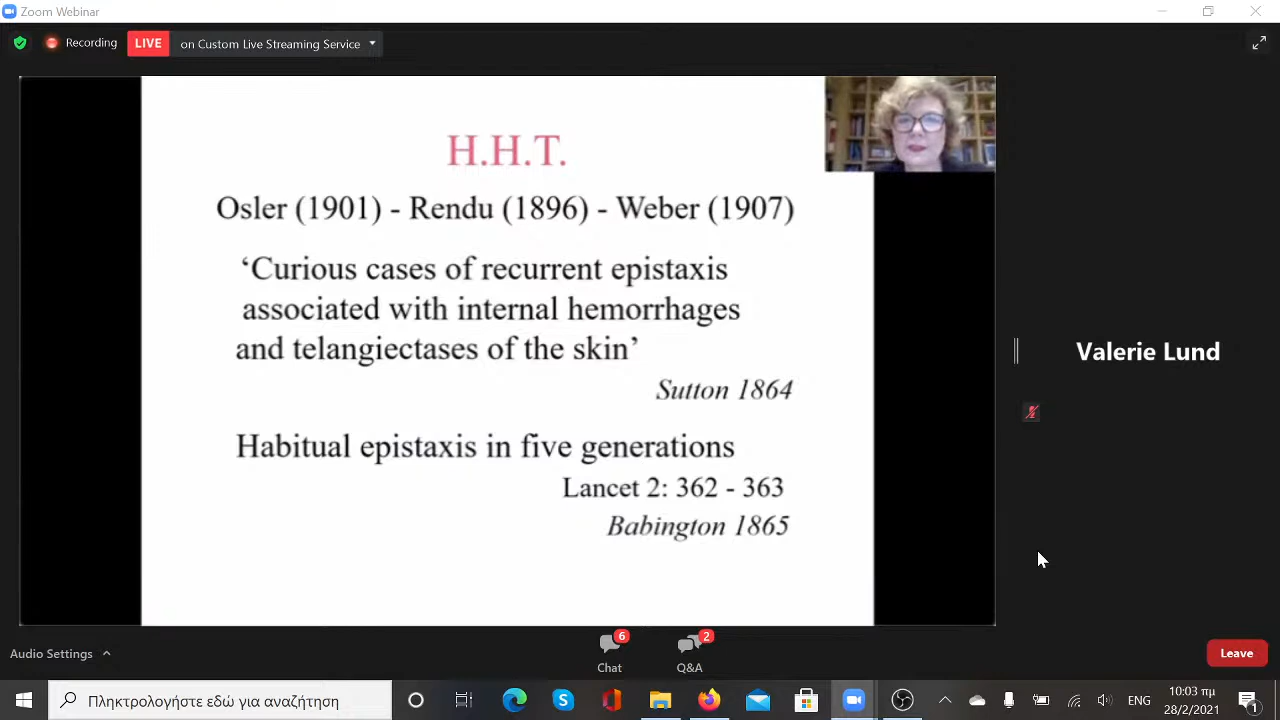 Zoom Webinar
Recording
LIVE
on Custom Live Streaming Service
H.H.T.
Osler (1901) - Rendu (1896) - Weber (1907)
‘Curious cases of recurrent epistaxis
associated with internal hemorrhages
and telangiectases of the skin’
Sutton 1864
Habitual epistaxis in five generations
Lancet 2: 362 - 363
Babington 1865
Valerie Lund
Audio Settings
6
Chat
2
Q&A
Leave
Πληκτρολογήστε εδώ για αναζήτηση
ENG
10:03 πμ
28/2/2021
1